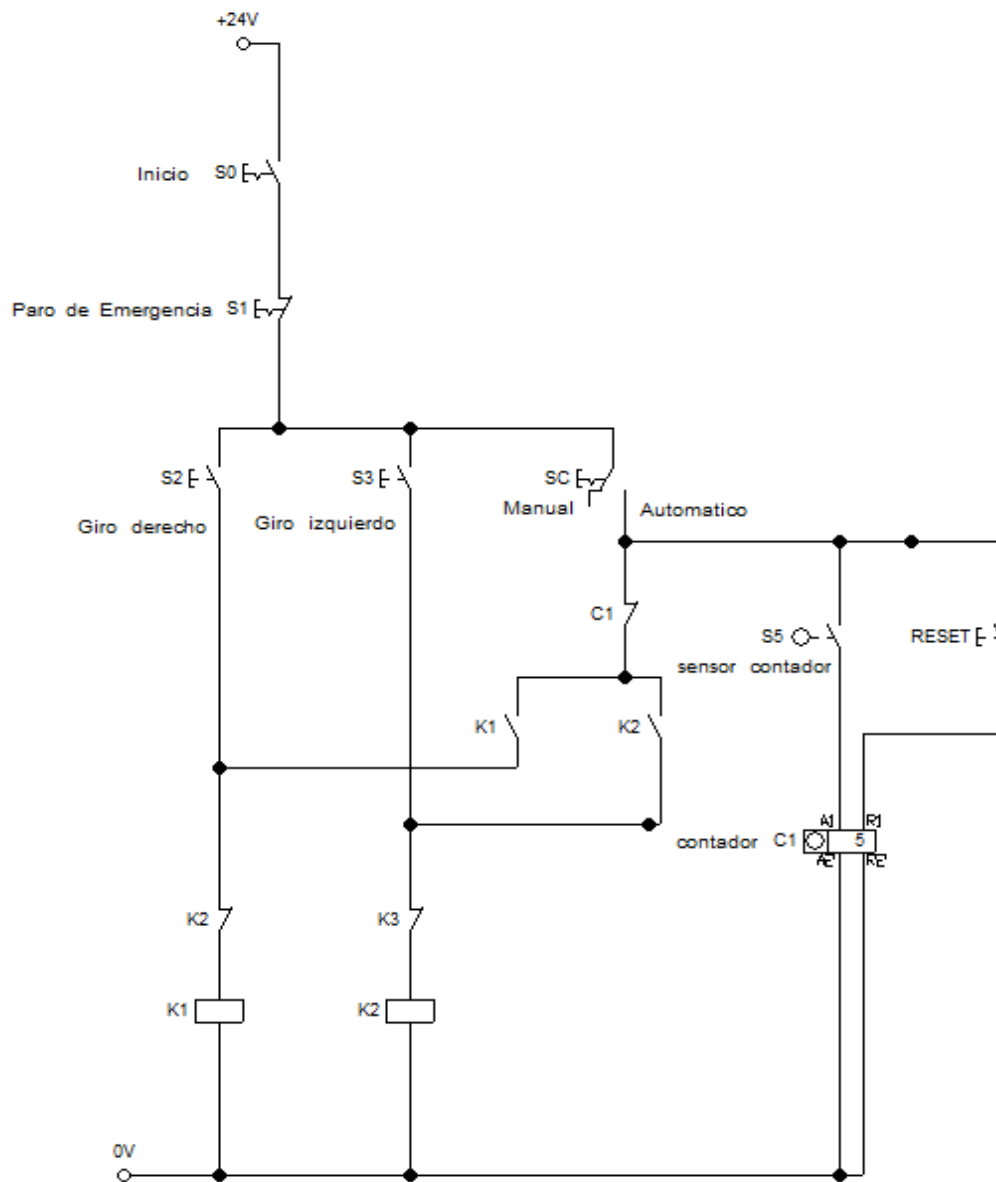 +24V
Inicio S0
Paro de Emergencia S1
S2
S3
SC
Giro derecho
Giro izquierdo
Manual
Automatico
C1
S5
RESET
sensor contador
K1
K2
A1
R1
contador C1
5
A2
R2
K2
K3
K1
K2
0V